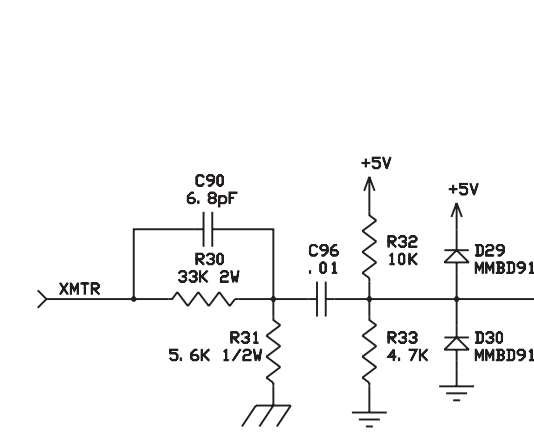 +5V
C90
6.8pF
+5V
R32
10K
C96
.01
D29
MMBD91
R30
33K 2W
XMTR
R31
5.6K 1/2W
R33
4.7K
D30
MMBD91